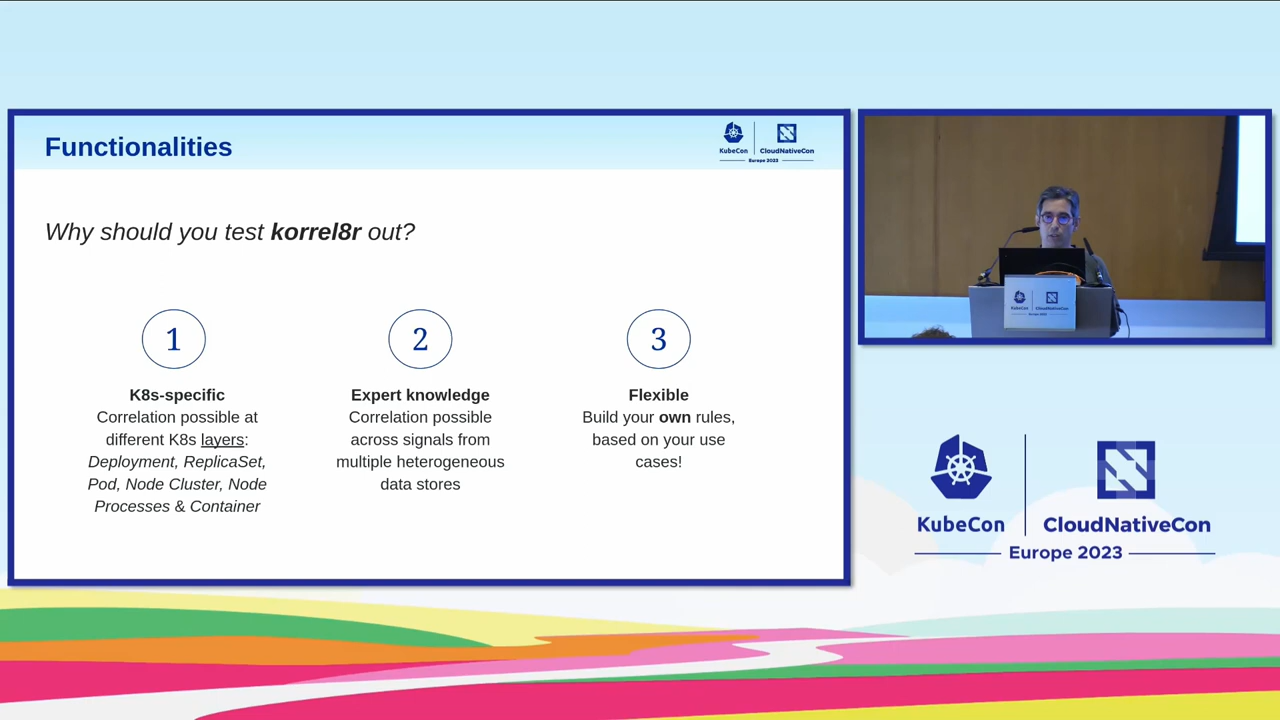 Functionalities
KubeCon
CloudNativeCon
Europe 2023
Why should you test korrel8r out?
1
K8s-specific
Correlation possible at
different K8s layers:
Deployment, ReplicaSet,
Pod, Node Cluster, Node
Processes & Container
2
Expert knowledge
Correlation possible
across signals from
multiple heterogeneous
data stores
3
Flexible
Build your own rules,
based on your use
cases!
KubeCon
CloudNativeCon
Europe 2023